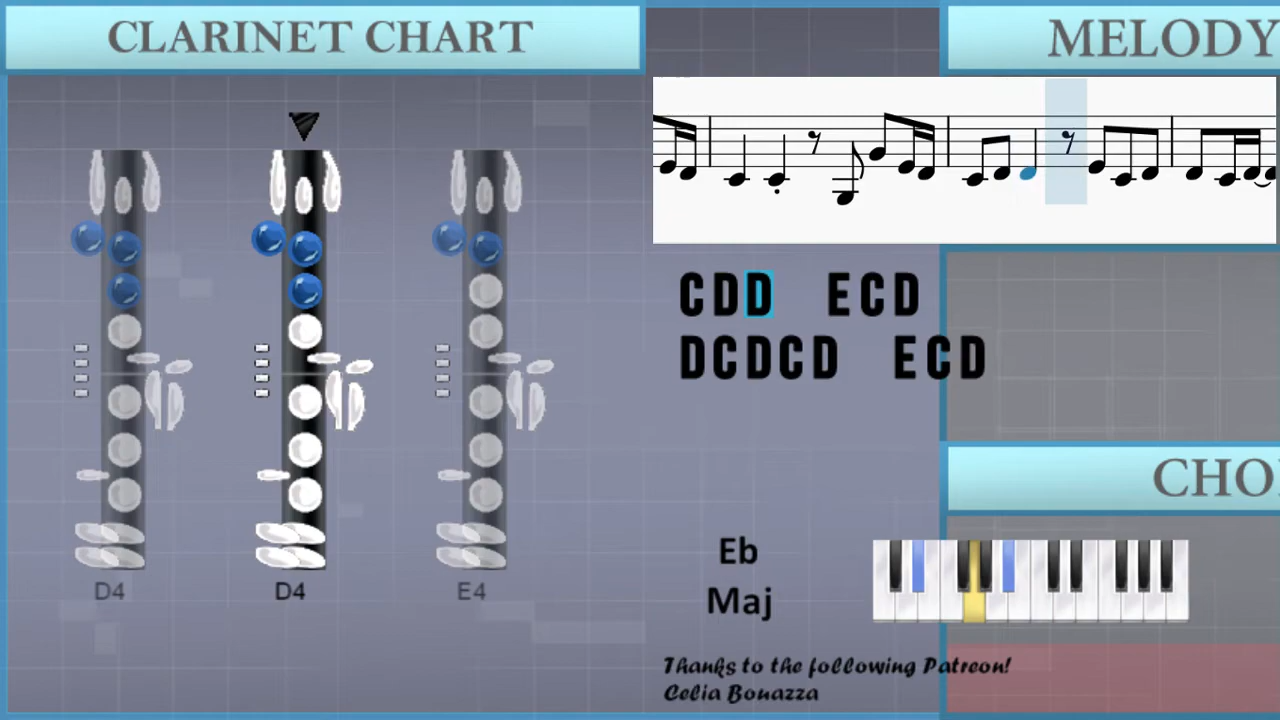 CLARINET CHART
MELODY
CDD ECD
DCDCD ECD
D4
D4
E4
CHO
Eb
Maj
Thanks to the following Patreon!
Celia Bouazza